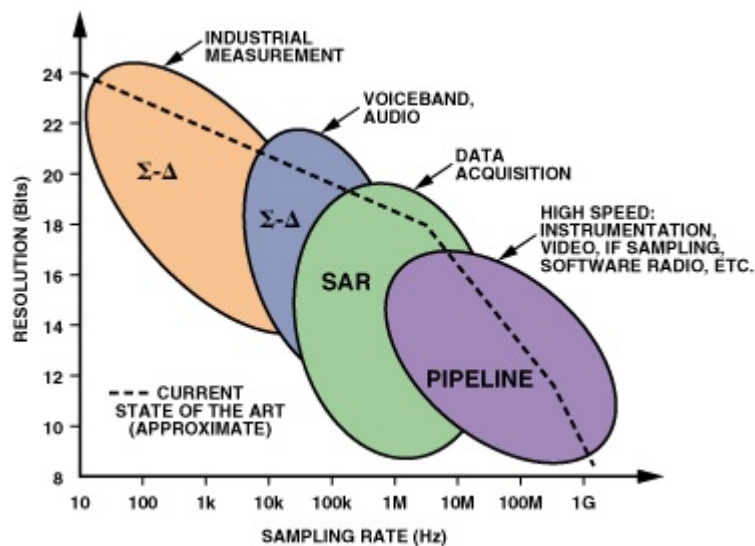 INDUSTRIAL
MEASUREMENT
VOICEBAND,
AUDIO
DATA
ACQUISITION
HIGH SPEED:
INSTRUMENTATION,
VIDEO, IF SAMPLING,
SOFTWARE RADIO, ETC.
Σ-Δ
Σ-Δ
SAR
PIPELINE
CURRENT
STATE OF THE ART
(APPROXIMATE)
RESOLUTION (Bits)
24
22
20
18
16
14
12
10
8
10 100 1k 10k 100k 1M 10M 100M 1G
SAMPLING RATE (Hz)